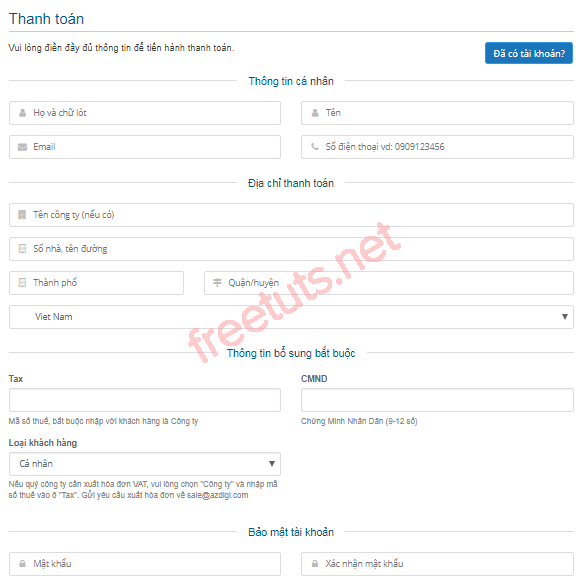 Thanh toán
Vui lòng điền đầy đủ thông tin để tiến hành thanh toán.
Đã có tài khoản?
Thông tin cá nhân
Họ và chữ lót
Tên
Email
Số điện thoại vd: 0909123456
Địa chỉ thanh toán
Tên công ty (nếu có)
Số nhà, tên đường
Thành phố
Quận/huyện
Viet Nam
freetuts.net
Thông tin bổ sung bắt buộc
Tax
CMND
Mã số thuế, bắt buộc nhập với khách hàng là Công ty
Chứng Minh Nhân Dân (9-12 số)
Loại khách hàng
Cá nhân
Nếu quý công ty cần xuất hóa đơn VAT, vui lòng chọn "Công ty" và nhập mã
số thuế vào ô "Tax". Gửi yêu cầu xuất hóa đơn về sale@azdigi.com
Bảo mật tài khoản
Mật khẩu
Xác nhận mật khẩu